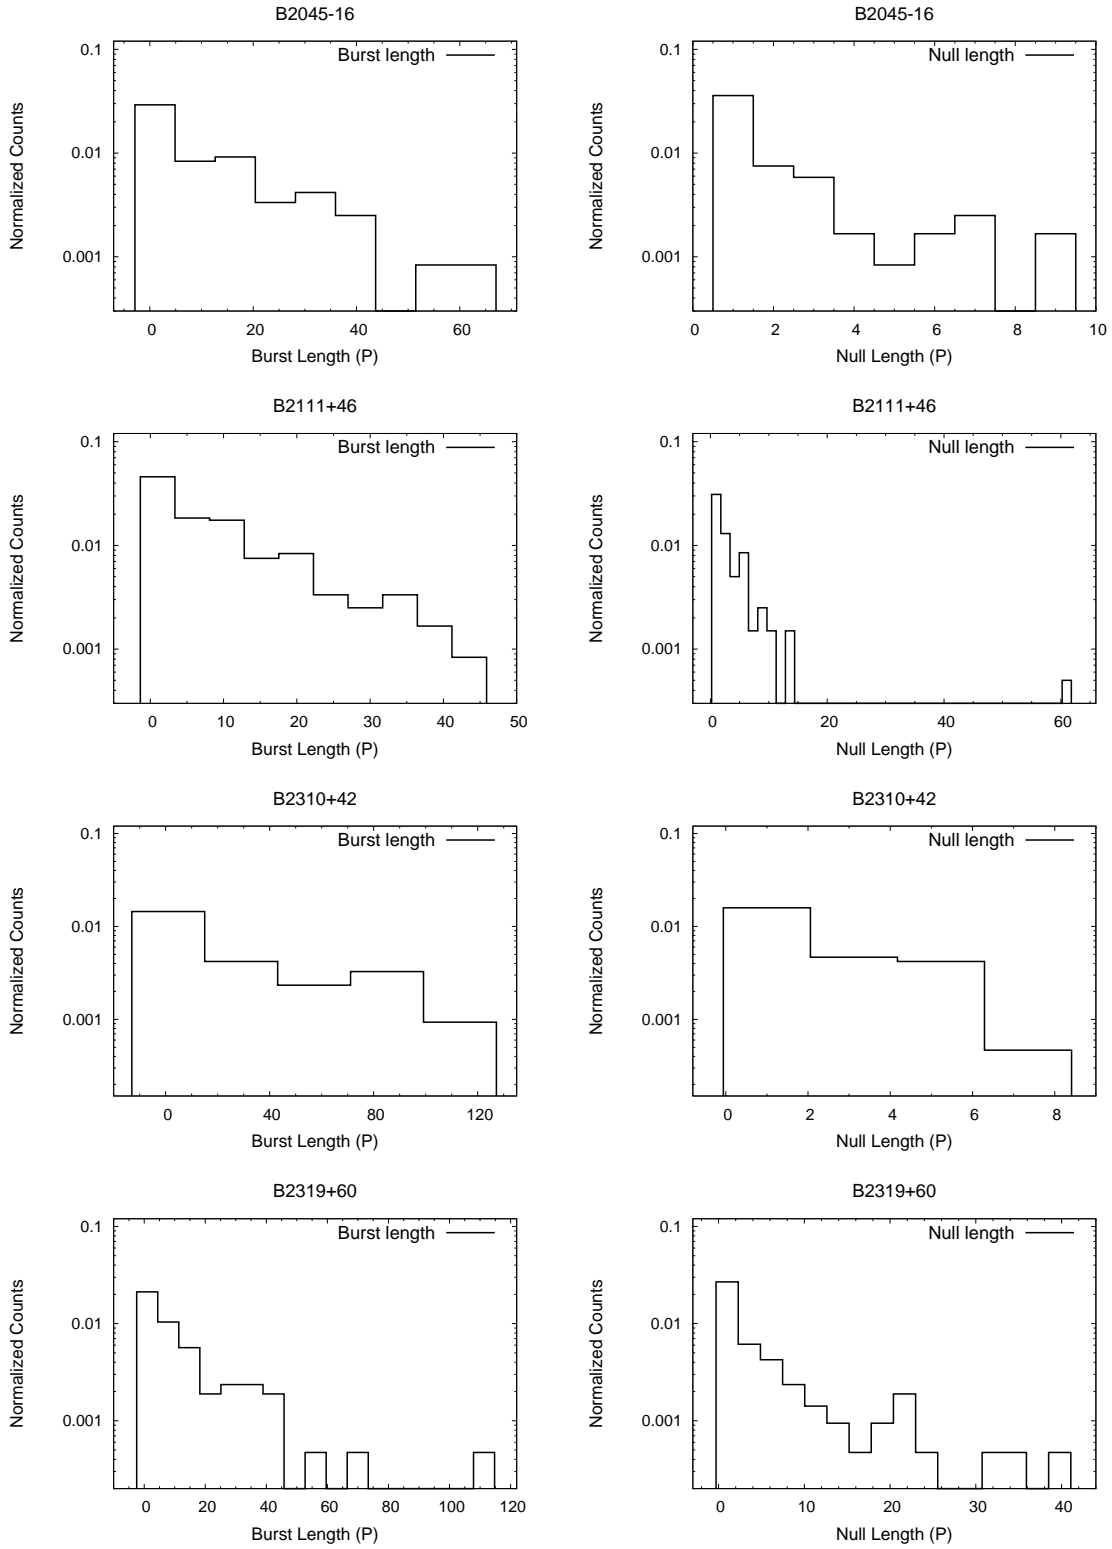 B2045-16
Normalized Counts
0.1
0.01
0.001
Burst length
0 20 40 60
Burst Length (P)
B2045-16
Normalized Counts
0.1
0.01
0.001
Null length
0 2 4 6 8 10
Null Length (P)
B2111+46
Normalized Counts
0.1
0.01
0.001
Burst length
0 10 20 30 40 50
Burst Length (P)
B2111+46
Normalized Counts
0.1
0.01
0.001
Null length
0 20 40 60
Null Length (P)
B2310+42
Normalized Counts
0.1
0.01
0.001
Burst length
0 40 80 120
Burst Length (P)
B2310+42
Normalized Counts
0.1
0.01
0.001
Null length
0 2 4 6 8
Null Length (P)
B2319+60
Normalized Counts
0.1
0.01
0.001
Burst length
0 20 40 60 80 100 120
Burst Length (P)
B2319+60
Normalized Counts
0.1
0.01
0.001
Null length
0 10 20 30 40
Null Length (P)